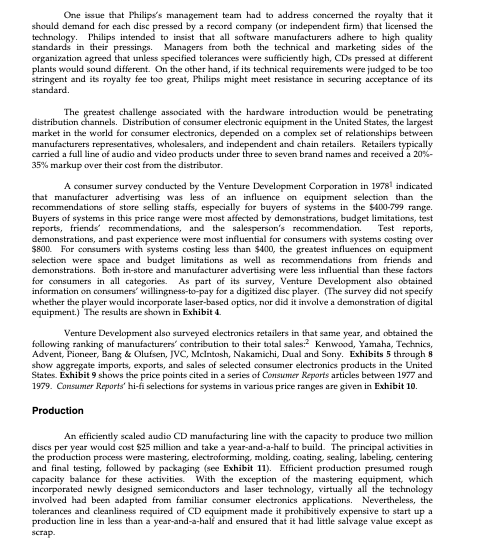 One issue that Philips's management team had to address concerned the royalty that it
should demand for each disc pressed by a record company (or independent firm) that licensed the
technology. Philips intended to insist that all software manufacturers adhere to high quality
standards in their pressings. Managers from both the technical and marketing sides of the
organization agreed that unless specified tolerances were sufficiently high, CDs pressed at different
plants would sound different. On the other hand, if its technical requirements were judged to be too
stringent and its royalty fee too great, Philips might meet resistance in securing acceptance of its
standard.
The greatest challenge associated with the hardware introduction would be penetrating
distribution channels. Distribution of consumer electronic equipment in the United States, the largest
market in the world for consumer electronics, depended on a complex set of relationships between
manufacturers representatives, wholesalers, and independent and chain retailers. Retailers typically
carried a full line of audio and video products under three to seven brand names and received a 20%-
35% markup over their cost from the distributor.
A consumer survey conducted by the Venture Development Corporation in 1978¹ indicated
that manufacturer advertising was less of an influence on equipment selection than the
recommendations of store selling staffs, especially for buyers of systems in the $400-799 range.
Buyers of systems in this price range were most affected by demonstrations, budget limitations, test
reports, friends' recommendations, and the salesperson's recommendation. Test reports,
demonstrations, and past experience were most influential for consumers with systems costing over
$800. For consumers with systems costing less than $400, the greatest influences on equipment
selection were space and budget limitations as well as recommendations from friends and
demonstrations. Both in-store and manufacturer advertising were less influential than these factors
for consumers in all categories. As part of its survey, Venture Development also obtained
information on consumers' willingness-to-pay for a digitized disc player. (The survey did not specify
whether the player would incorporate laser-based optics, nor did it involve a demonstration of digital
equipment.) The results are shown in Exhibit 4.
Venture Development also surveyed electronics retailers in that same year, and obtained the
following ranking of manufacturers' contribution to their total sales:² Kenwood, Yamaha, Technics,
Advent, Pioneer, Bang & Olufsen, JVC, McIntosh, Nakamichi, Dual and Sony. Exhibits 5 through 8
show aggregate imports, exports, and sales of selected consumer electronics products in the United
States. Exhibit 9 shows the price points cited in a series of Consumer Reports articles between 1977 and
1979. Consumer Reports' hi-fi selections for systems in various price ranges are given in Exhibit 10.
Production
An efficiently scaled audio CD manufacturing line with the capacity to produce two million
discs per year would cost $25 million and take a year-and-a-half to build. The principal activities in
the production process were mastering, electroforming, molding, coating, sealing, labeling, centering
and final testing, followed by packaging (see Exhibit 11). Efficient production presumed rough
capacity balance for these activities. With the exception of the mastering equipment, which
incorporated newly designed semiconductors and laser technology, virtually all the technology
involved had been adapted from familiar consumer electronics applications. Nevertheless, the
tolerances and cleanliness required of CD equipment made it prohibitively expensive to start up a
production line in less than a year-and-a-half and ensured that it had little salvage value except as
scrap.